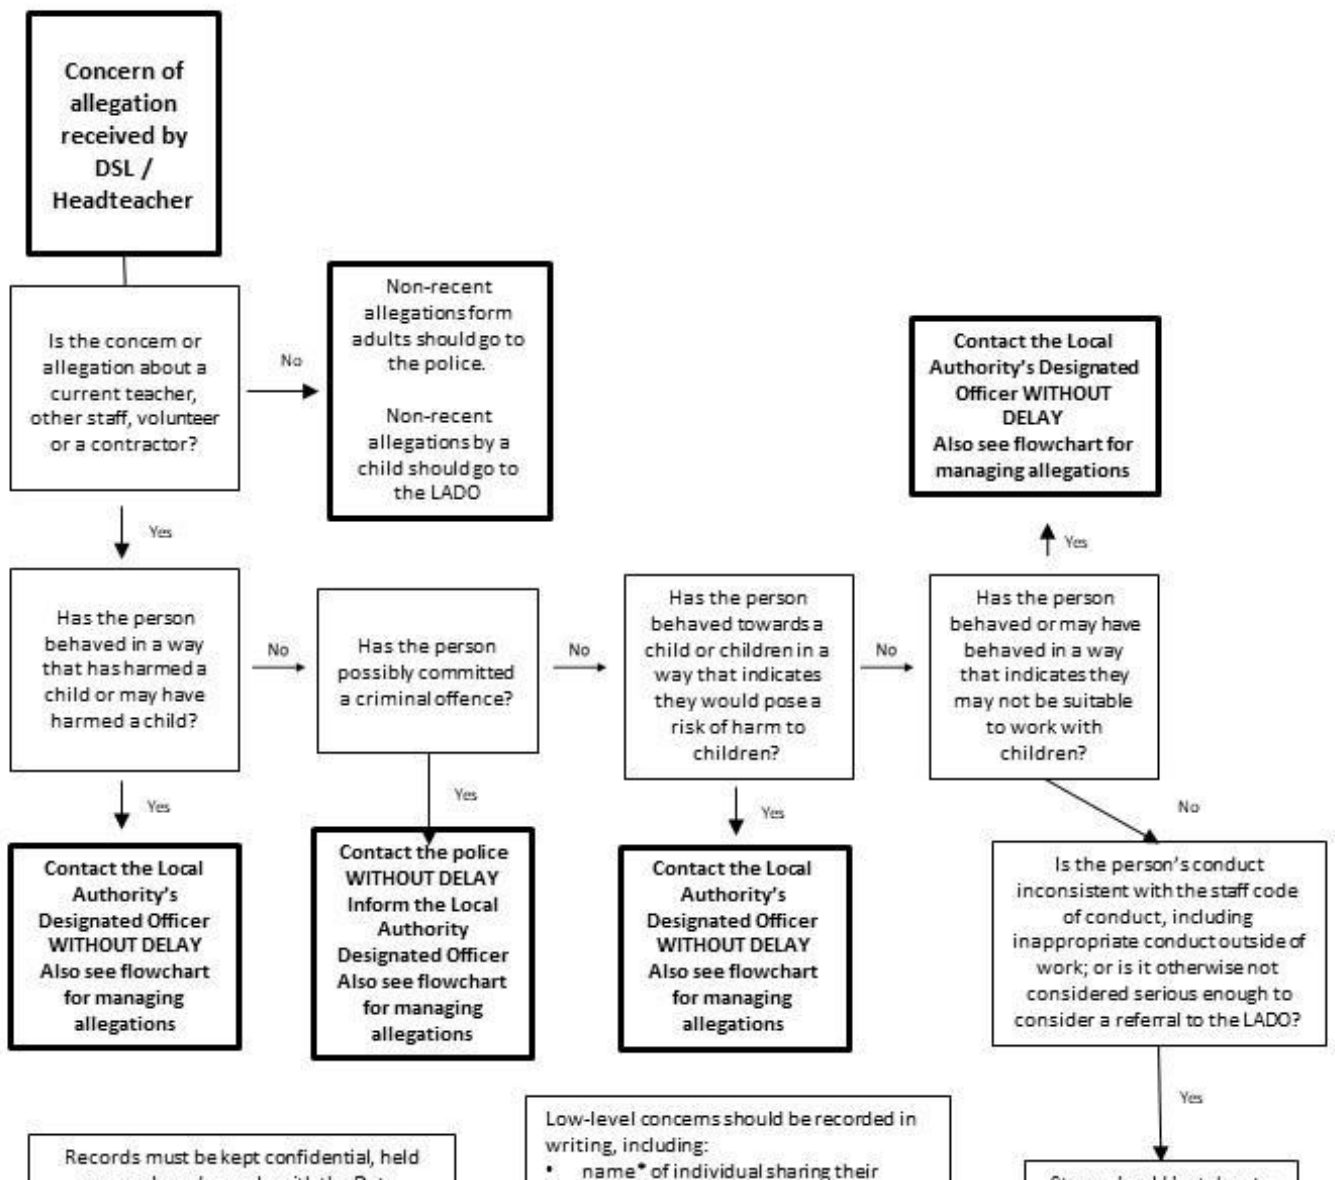 Concern of
allegation
received by
DSL /
Headteacher
Is the concern or
allegation about a
current teacher,
other staff, volunteer
or a contractor?
No
Non-recent
allegations form
adults should go to
the police.
Non-recent
allegations by a
child should go to
the LADO
Contact the Local
Authority's Designated
Officer WITHOUT
DELAY
Also see flowchart for
managing allegations
Yes
Yes
Has the person
behaved in a way
that has harmed a
child or may have
harmed a child?
No
Has the person
possibly committed
a criminal offence?
No
Has the person
behaved towards a
child or children in a
way that indicates
they would pose a
risk of harm to
children?
No
Has the person
behaved or may have
behaved in a way
that indicates they
may not be suitable
to work with
children?
Yes
Yes
Yes
No
Contact the Local
Authority's
Designated Officer
WITHOUT DELAY
Also see flowchart
for managing
allegations
Contact the police
WITHOUT DELAY
Inform the Local
Authority
Designated Officer
Also see flowchart
for managing
allegations
Contact the Local
Authority's
Designated Officer
WITHOUT DELAY
Also see flowchart
for managing
allegations
Is the person's conduct
inconsistent with the staff code
of conduct, including
inappropriate conduct outside of
work; or is it otherwise not
considered serious enough to
consider a referral to the LADO?
Yes
Records must be kept confidential, held
Low-level concerns should be recorded in
writing, including:
• name* of individual sharing their